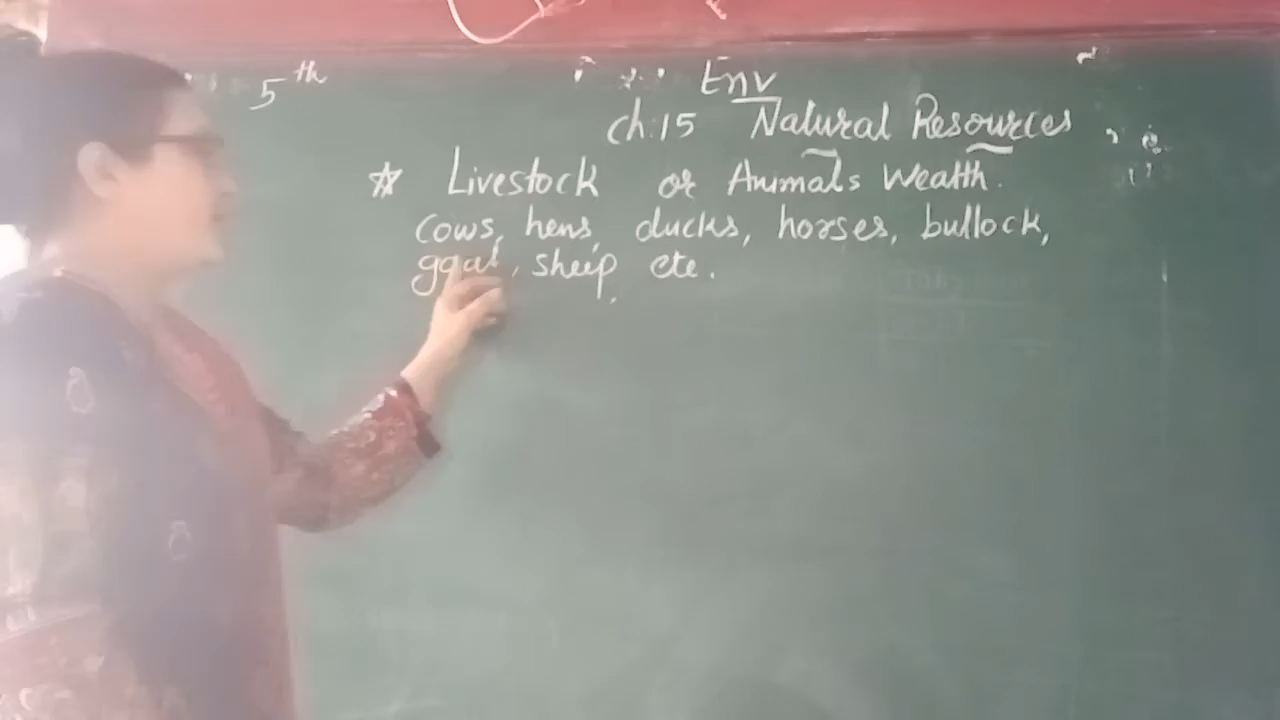 5th
Env
ch:15 Natural Resources
☆ Livestock or Animals Wealth.
cows, hens, ducks, horses, bullock,
goat, sheep, etc.